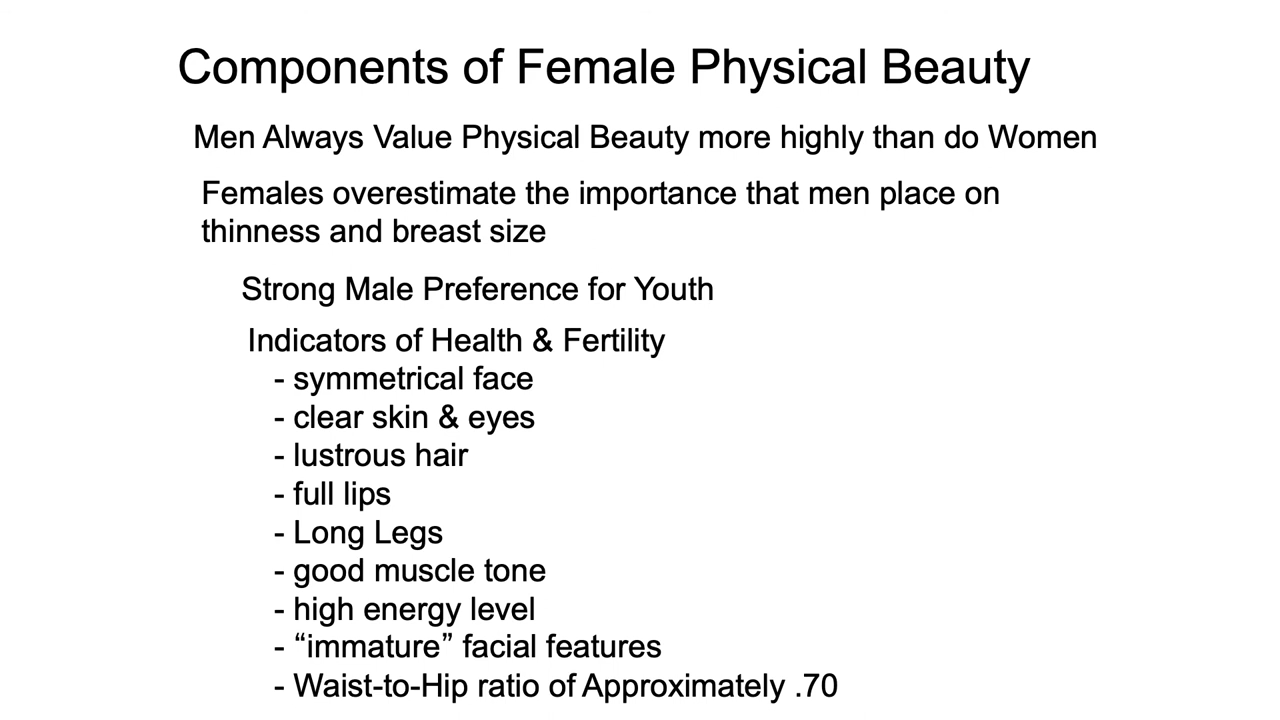 Components of Female Physical Beauty
Men Always Value Physical Beauty more highly than do Women
Females overestimate the importance that men place on
thinness and breast size
Strong Male Preference for Youth
Indicators of Health & Fertility
- symmetrical face
- clear skin & eyes
- lustrous hair
- full lips
- Long Legs
- good muscle tone
- high energy level
- “immature” facial features
- Waist-to-Hip ratio of Approximately .70